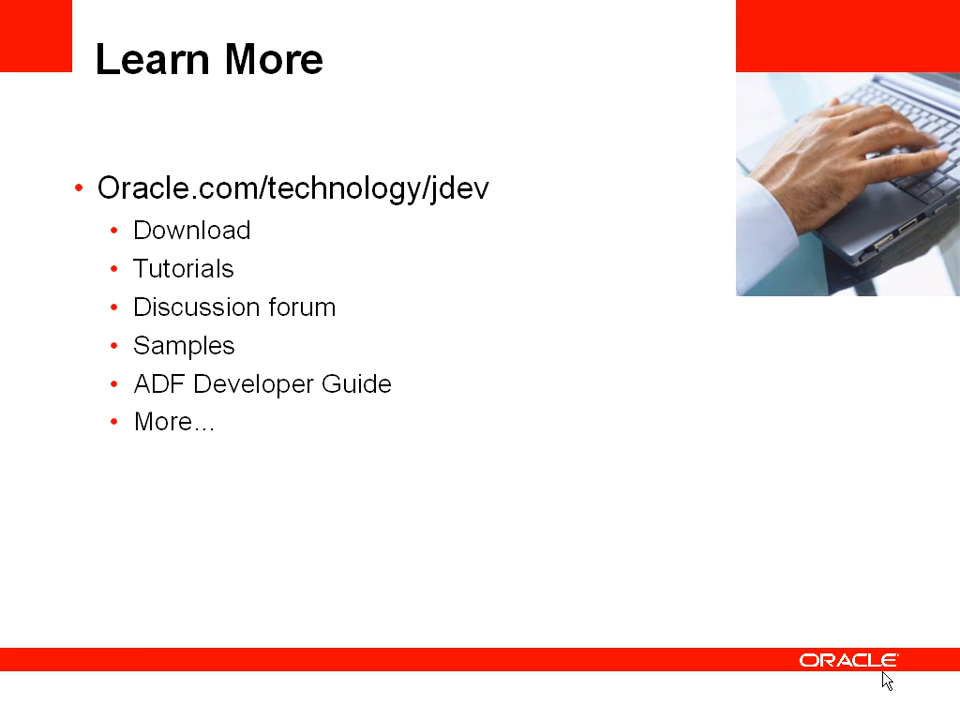 Learn More
• Oracle.com/technology/jdev
• Download
• Tutorials
• Discussion forum
• Samples
• ADF Developer Guide
• More...
ORACLE